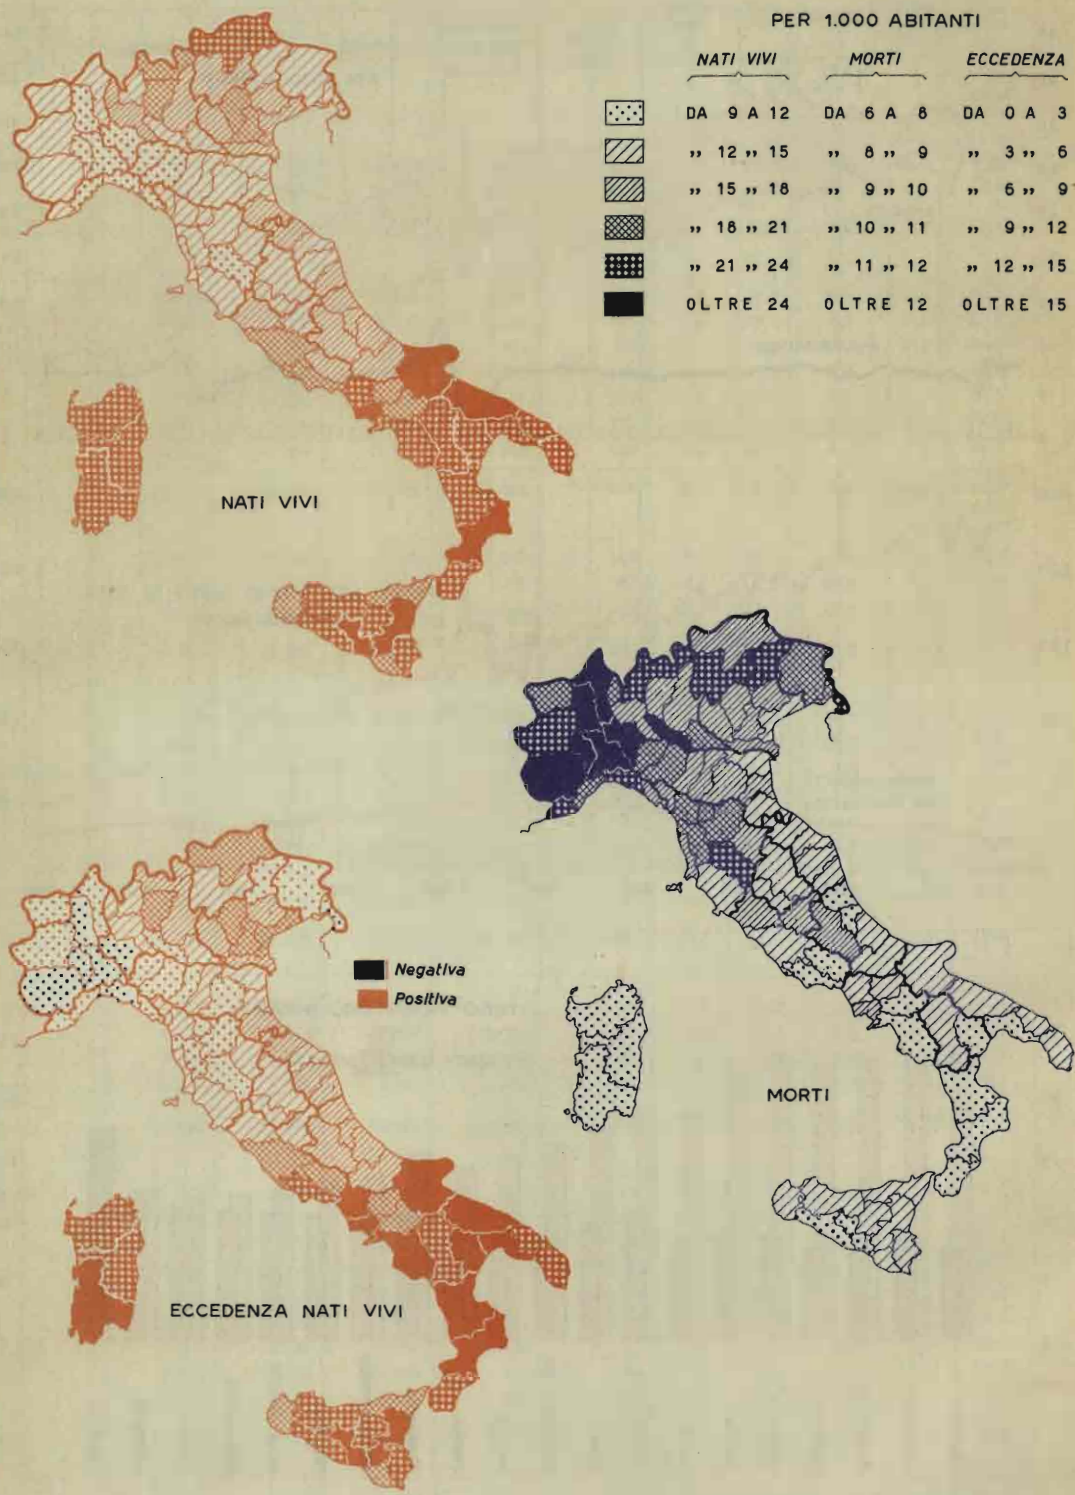 PER 1.000 ABITANTI
NATI VIVI MORTI ECCEDENZA
DA 9 A 12 DA 6 A 8 DA 0 A 3
„ 12 „ 15 „ 8 „ 9 „ 3 „ 6
„ 15 „ 18 „ 9 „ 10 „ 6 „ 9
„ 18 „ 21 „ 10 „ 11 „ 9 „ 12
„ 21 „ 24 „ 11 „ 12 „ 12 „ 15
OLTRE 24 OLTRE 12 OLTRE 15
NATI VIVI
Negativa
Positiva
MORTI
ECCEDENZA NATI VIVI